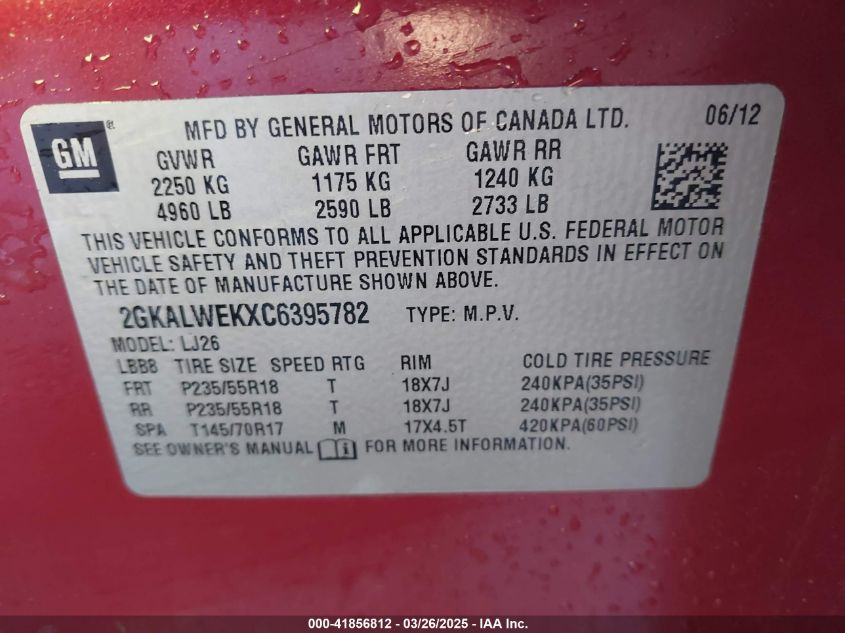 GM®
MFD BY GENERAL MOTORS OF CANADA LTD. 06/12
GVWR GAWR FRT GAWR RR
2250 KG 1175 KG 1240 KG
4960 LB 2590 LB 2733 LB
THIS VEHICLE CONFORMS TO ALL APPLICABLE U.S. FEDERAL MOTOR
VEHICLE SAFETY AND THEFT PREVENTION STANDARDS IN EFFECT ON
THE DATE OF MANUFACTURE SHOWN ABOVE.
2GKALWEKXC6395782 TYPE: M.P.V.
MODEL: LJ26
LBB8 TIRE SIZE SPEED RTG RIM COLD TIRE PRESSURE
FRT P235/55R18 T 18X7J 240KPA(35PSI)
RR P235/55R18 T 18X7J 240KPA(35PSI)
SPA T145/70R17 M 17X4.5T 420KPA(60PSI)
SEE OWNER'S MANUAL i FOR MORE INFORMATION.
000-41856812 - 03/26/2025 - IAA Inc.